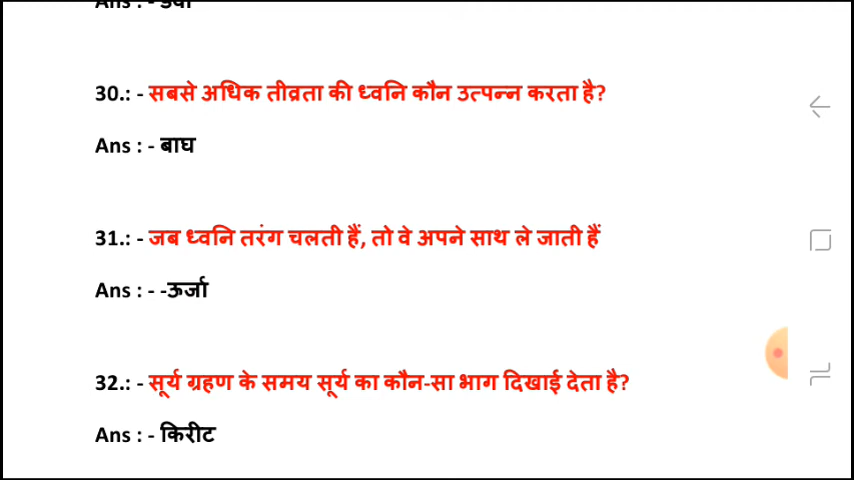 30.: - सबसे अधिक तीव्रता की ध्वनि कौन उत्पन्न करता है?
Ans : - बाघ
31.: - जब ध्वनि तरंग चलती हैं, तो वे अपने साथ ले जाती हैं
Ans : - -ऊर्जा
32.: - सूर्य ग्रहण के समय सूर्य का कौन-सा भाग दिखाई देता है?
Ans : - किरीट